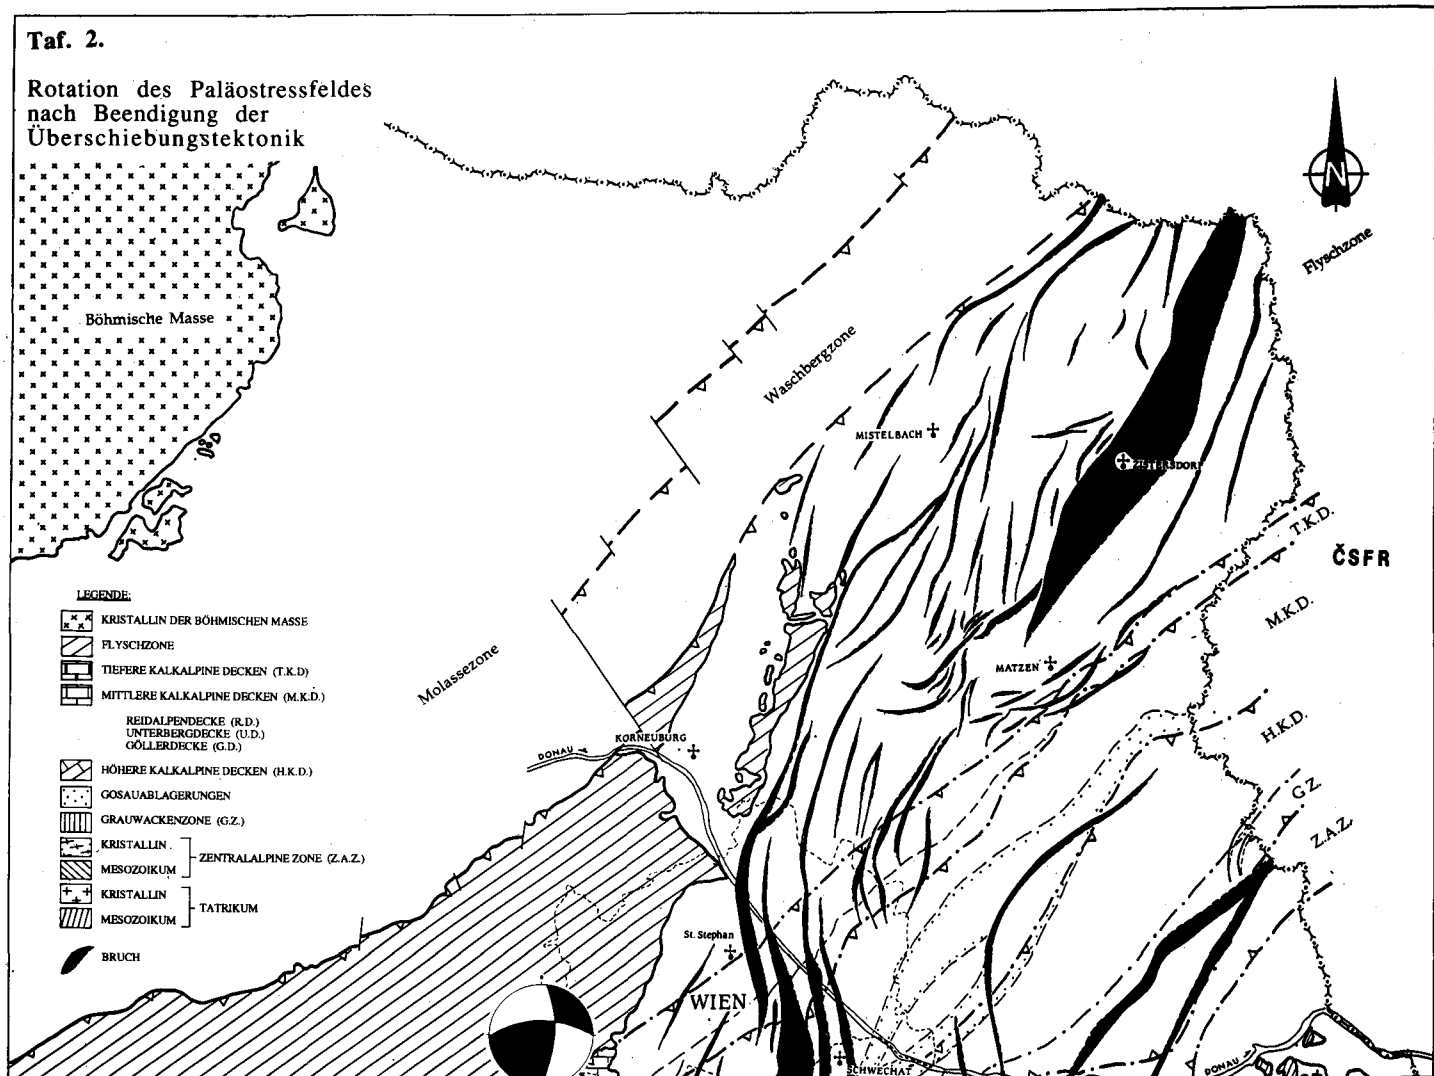 Taf. 2.
Rotation des Paläostressfeldes
nach Beendigung der
Überschiebungstektonik
N
Flyschzone
Böhmische Masse
Waschbergzone
MISTELBACH
ZISTERSDORF
T.K.D.
ČSFR
M.K.D.
MATZEN
Molassezone
H.K.D.
KORNEUBURG
DONAU
G.Z.
Z.A.Z.
LEGENDE:
KRISTALLIN DER BÖHMISCHEN MASSE
FLYSCHZONE
TIEFERE KALKALPINE DECKEN (T.K.D)
MITTLERE KALKALPINE DECKEN (M.K.D.)
REIDALPENDECKE (R.D.)
UNTERBERGDECKE (U.D.)
GÖLLERDECKE (G.D.)
HÖHERE KALKALPINE DECKEN (H.K.D.)
GOSAUABLAGERUNGEN
GRAUWACKENZONE (G.Z.)
KRISTALLIN
MESOZOIKUM
ZENTRALALPINE ZONE (Z.A.Z.)
KRISTALLIN
MESOZOIKUM
TATRIKUM
BRUCH
St. Stephan
WIEN
SCHWECHAT
DONAU